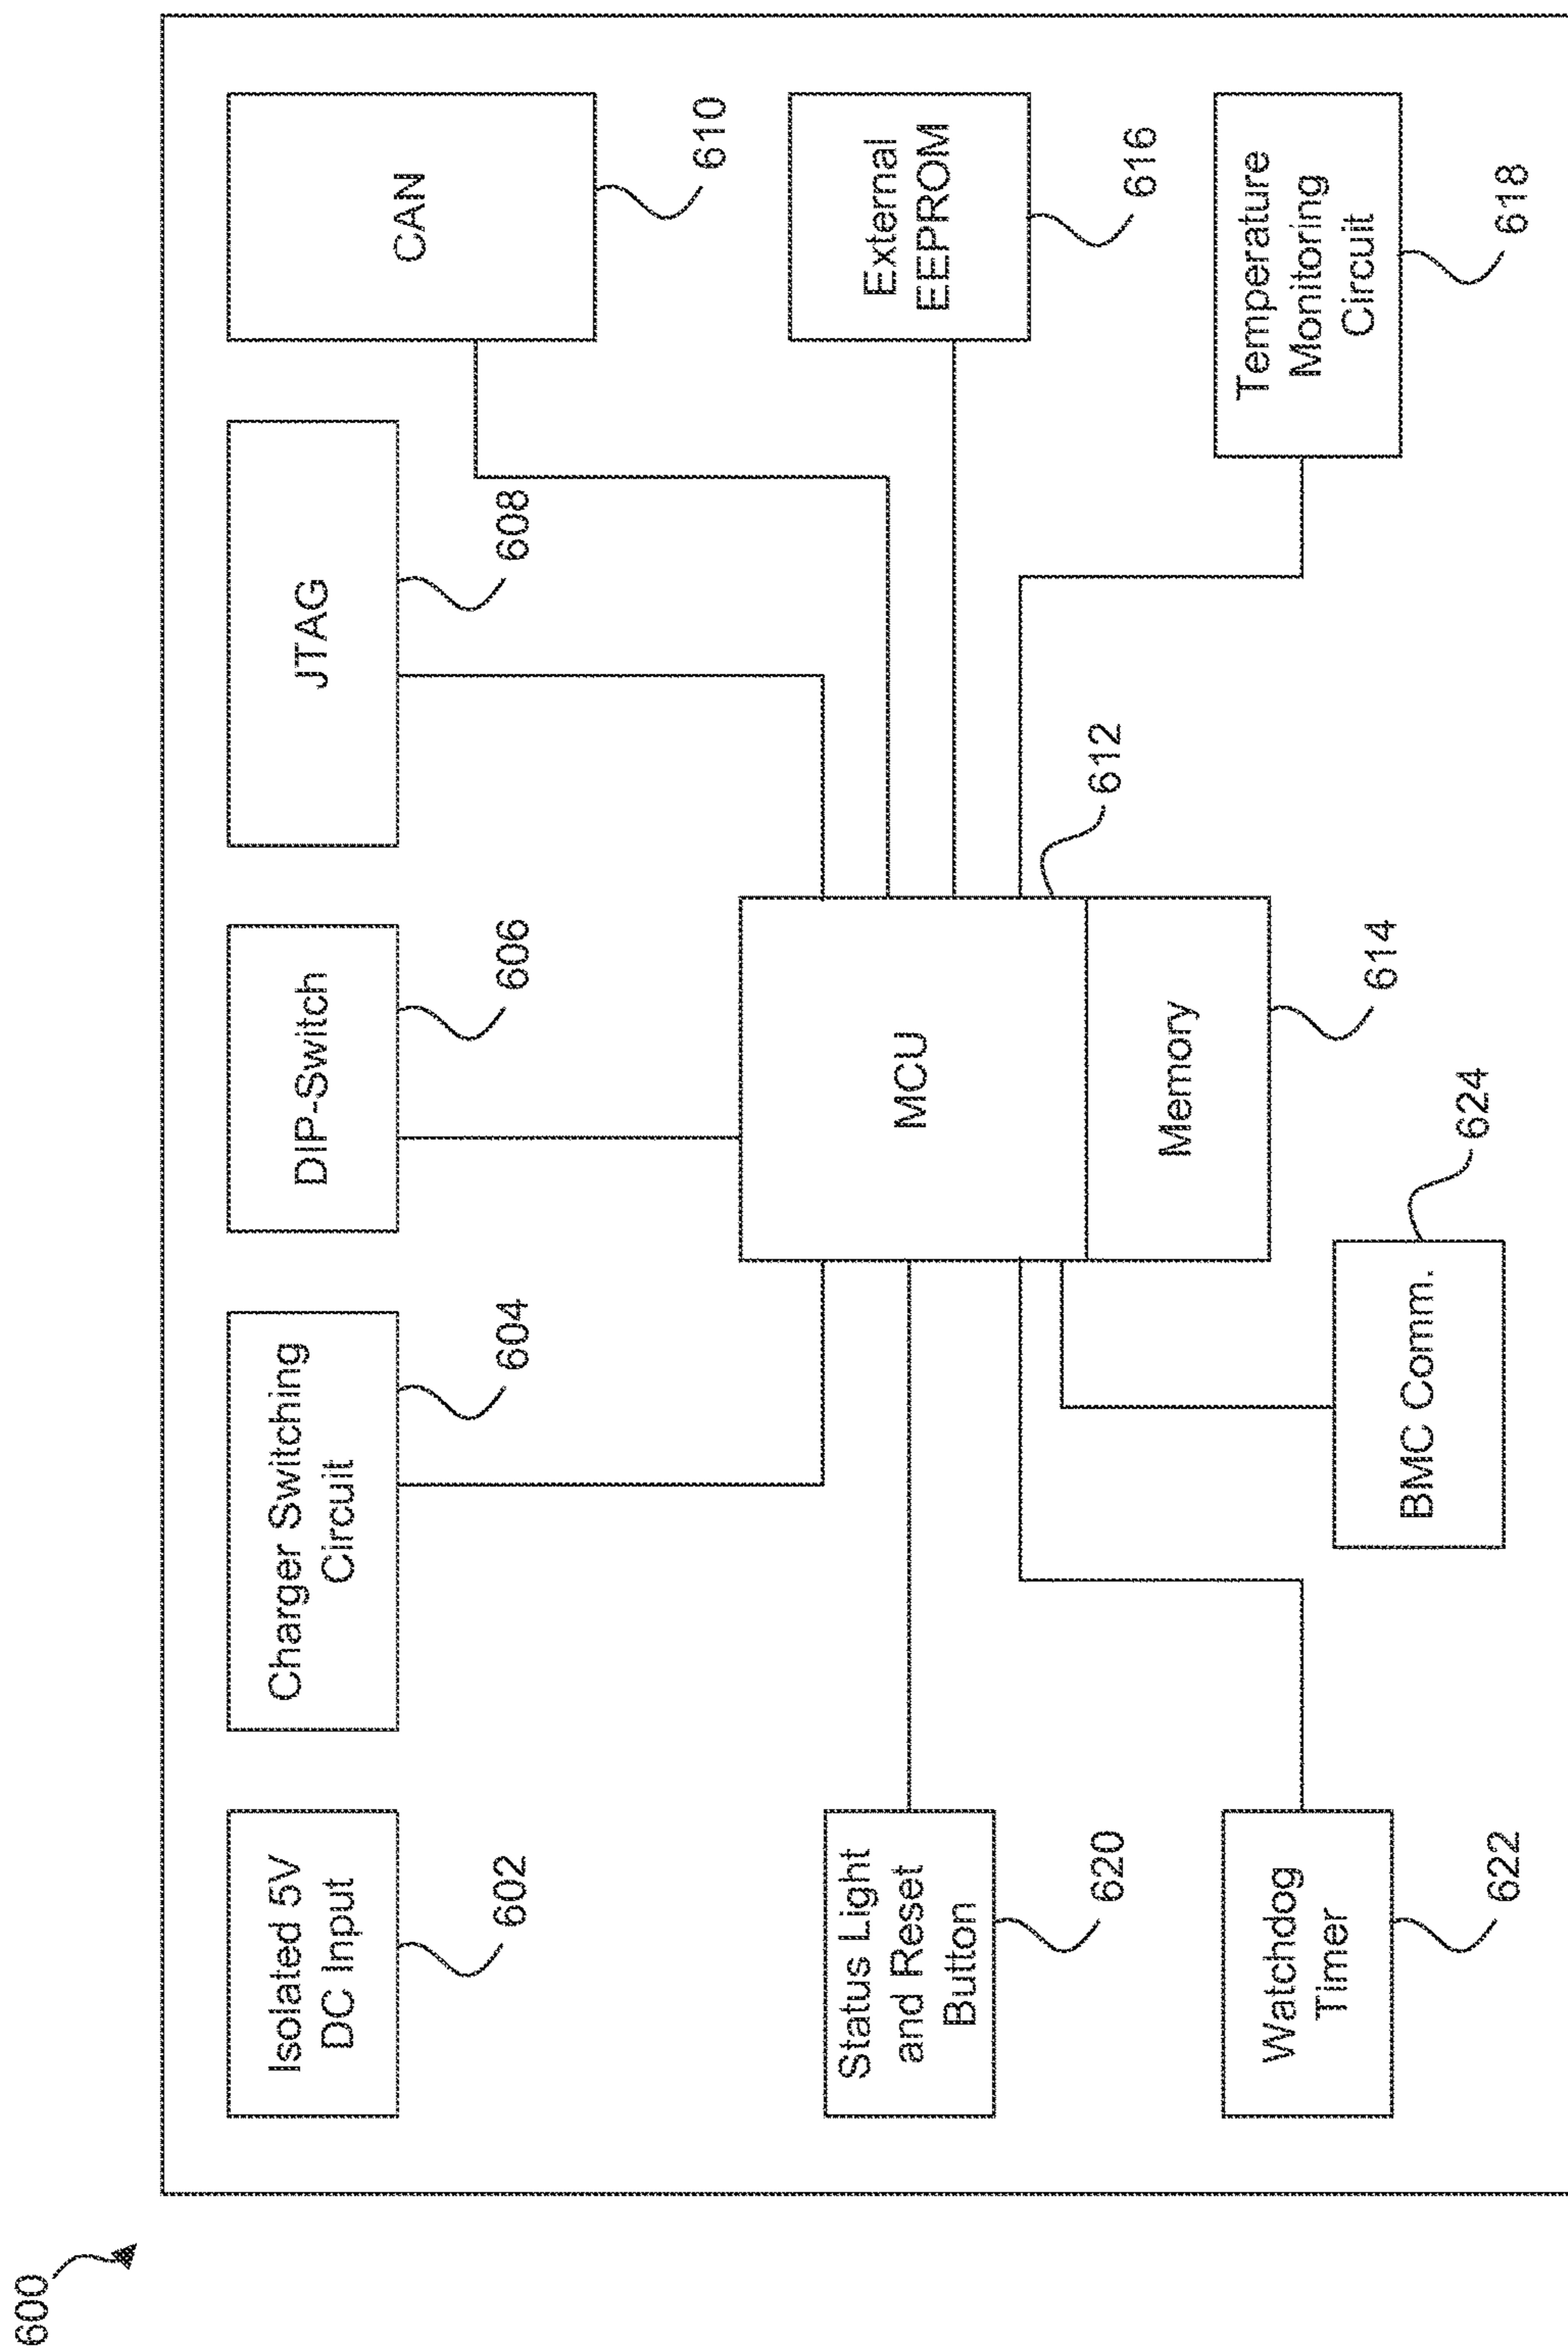 600
Isolated 5V
DC Input
602
Charger Switching
Circuit
604
DIP-Switch
606
JTAG
608
CAN
610
Status Light
and Reset
Button
620
MCU
612
External
EEPROM
616
Memory
614
Watchdog
Timer
622
BMC Comm.
624
Temperature
Monitoring
Circuit
618